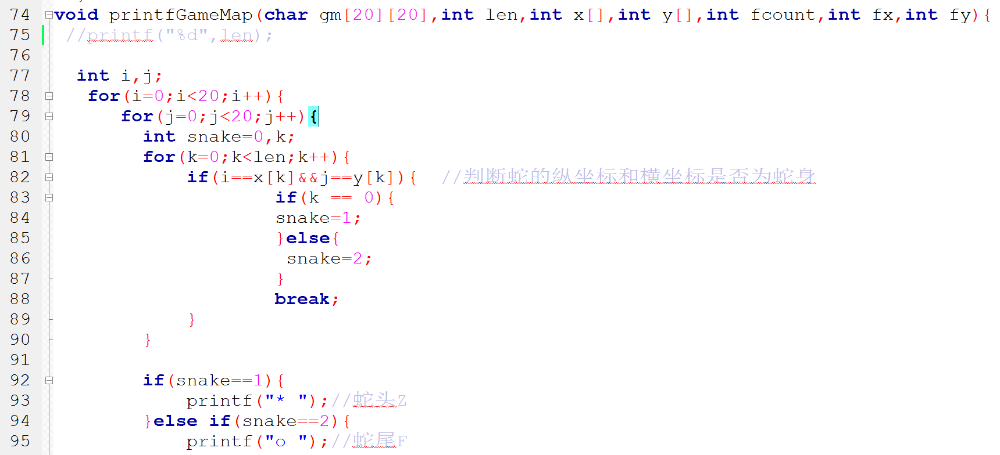 74 void printfGameMap(char gm[20][20],int len,int x[],int y[],int fcount,int fx,int fy){
75 //printf("%d",len);
76
77 int i,j;
78 for(i=0;i<20;i++){
79 for(j=0;j<20;j++){
80 int snake=0,k;
81 for(k=0;k<len;k++){
82 if(i==x[k]&&j==y[k]){ //判断蛇的纵坐标和横坐标是否为蛇身
83 if(k == 0){
84 snake=1;
85 }else{
86 snake=2;
87 }
88 break;
89 }
90 }
91
92 if(snake==1){
93 printf("* ");//蛇头Z
94 }else if(snake==2){
95 printf("o ");//蛇尾F